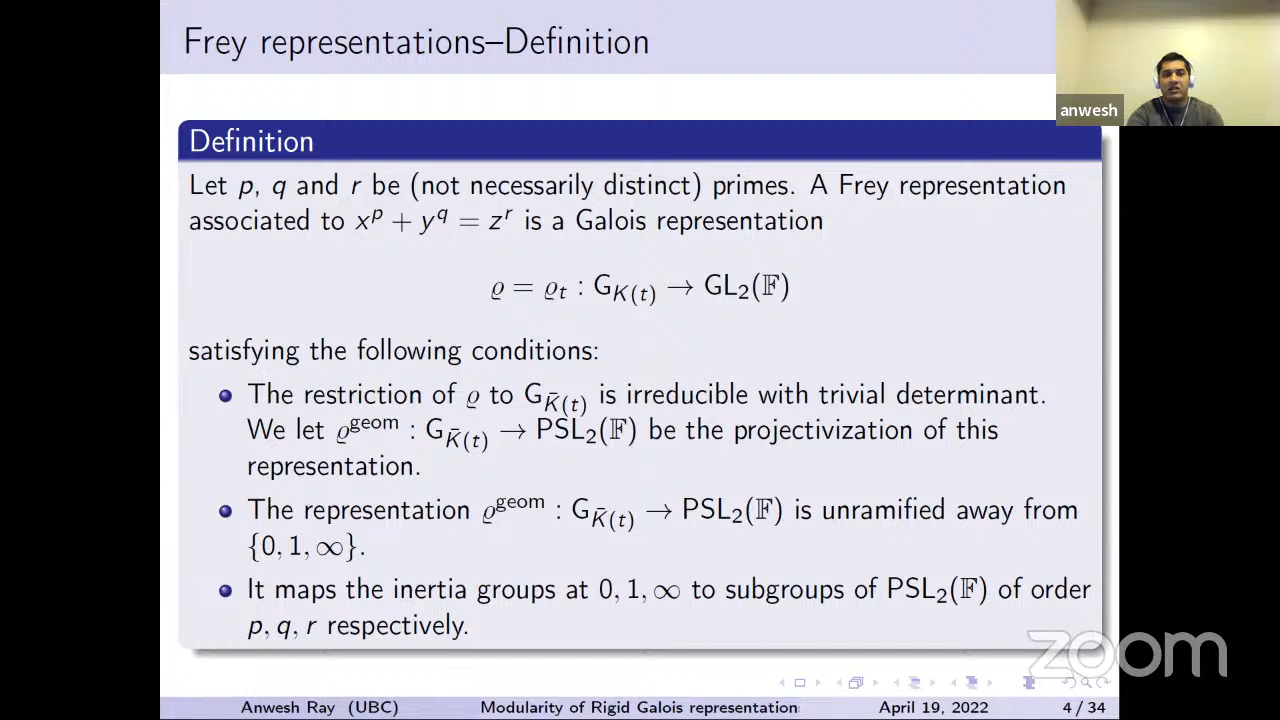 Frey representations–Definition
anwesh
Definition
Let p, q and r be (not necessarily distinct) primes. A Frey representation
associated to x^p + y^q = z^r is a Galois representation
ϱ = ϱ_t : G_{K(t)} → GL_2(𝔽)
satisfying the following conditions:
The restriction of ϱ to G_{K̄(t)} is irreducible with trivial determinant.
We let ϱ^geom : G_{K̄(t)} → PSL_2(𝔽) be the projectivization of this
representation.
The representation ϱ^geom : G_{K̄(t)} → PSL_2(𝔽) is unramified away from
{0, 1, ∞}.
It maps the inertia groups at 0, 1, ∞ to subgroups of PSL_2(𝔽) of order
p, q, r respectively.
zoom
Anwesh Ray (UBC) Modularity of Rigid Galois representation April 19, 2022 4 / 34